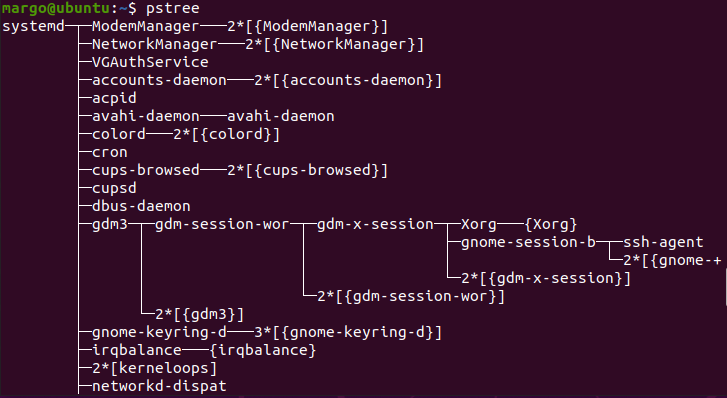 margo@ubuntu:~$ pstree
systemd─┬─ModemManager───2*[{ModemManager}]
        ├─NetworkManager───2*[{NetworkManager}]
        ├─VGAuthService
        ├─accounts-daemon───2*[{accounts-daemon}]
        ├─acpid
        ├─avahi-daemon───avahi-daemon
        ├─colord───2*[{colord}]
        ├─cron
        ├─cups-browsed───2*[{cups-browsed}]
        ├─cupsd
        ├─dbus-daemon
        ├─gdm3─┬─gdm-session-wor─┬─gdm-x-session─┬─Xorg───{Xorg}
        │      │                 │               ├─gnome-session-b─┬─ssh-agent
        │      │                 │               │                 └─2*[{gnome-+
        │      │                 │               └─2*[{gdm-x-session}]
        │      │                 └─2*[{gdm-session-wor}]
        │      └─2*[{gdm3}]
        ├─gnome-keyring-d───3*[{gnome-keyring-d}]
        ├─irqbalance───{irqbalance}
        ├─2*[kerneloops]
        ├─networkd-dispat